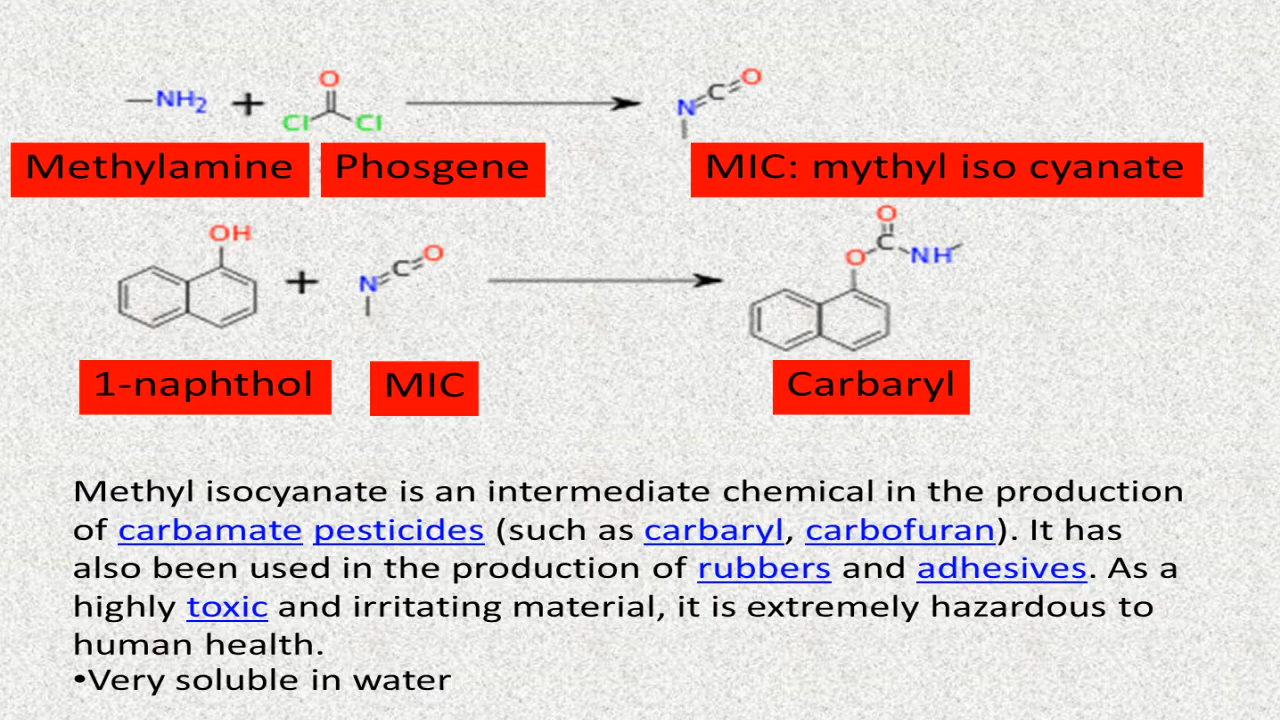 —NH₂ + O Cl Cl N=C=O
Methylamine Phosgene MIC: mythyl iso cyanate
OH + N=C=O O O C NH
1-naphthol MIC Carbaryl
Methyl isocyanate is an intermediate chemical in the production
of carbamate pesticides (such as carbaryl, carbofuran). It has
also been used in the production of rubbers and adhesives. As a
highly toxic and irritating material, it is extremely hazardous to
human health.
•Very soluble in water